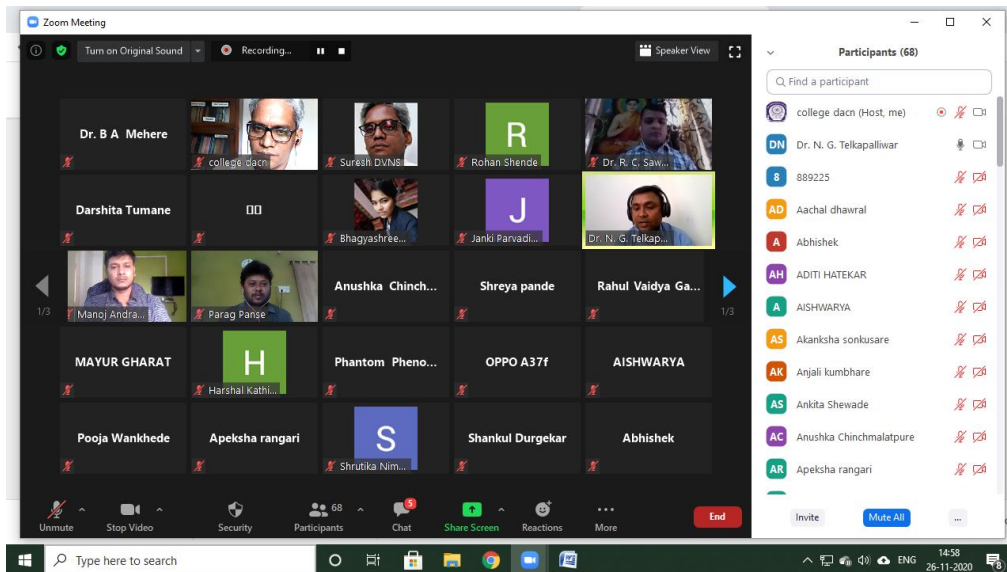 Zoom Meeting
Turn on Original Sound
Recording...
Speaker View
Dr. B A Mehere
college dacn
Suresh DVNS
R
Rohan Shende
Dr. R. C. Saw...
Darshita Tumane
Bhagyashree...
J
Janki Parvadi...
Dr. N. G. Telkap...
1/3
Manoj Andra...
Parag Panse
Anushka Chinch...
Shreya pande
Rahul Vaidya Ga...
1/3
MAYUR GHARAT
H
Harshal Kathi...
Phantom Pheno...
OPPO A37f
AISHWARYA
Pooja Wankhede
Apeksha rangari
S
Shrutika Nim...
Shankul Durgekar
Abhishek
Unmute
Stop Video
Security
68
Participants
5
Chat
Share Screen
Reactions
More
End
Participants (68)
Find a participant
college dacn (Host, me)
DN Dr. N. G. Telkapalliwar
8 889225
AD Aachal dhawral
A Abhishek
AH ADITI HATEKAR
A AISHWARYA
AS Akanksha sonkusare
AK Anjali kumbhare
AS Ankita Shewade
AC Anushka Chinchmalatpure
AR Apeksha rangari
Invite
Mute All
...
Type here to search
ENG
14:58
26-11-2020
8